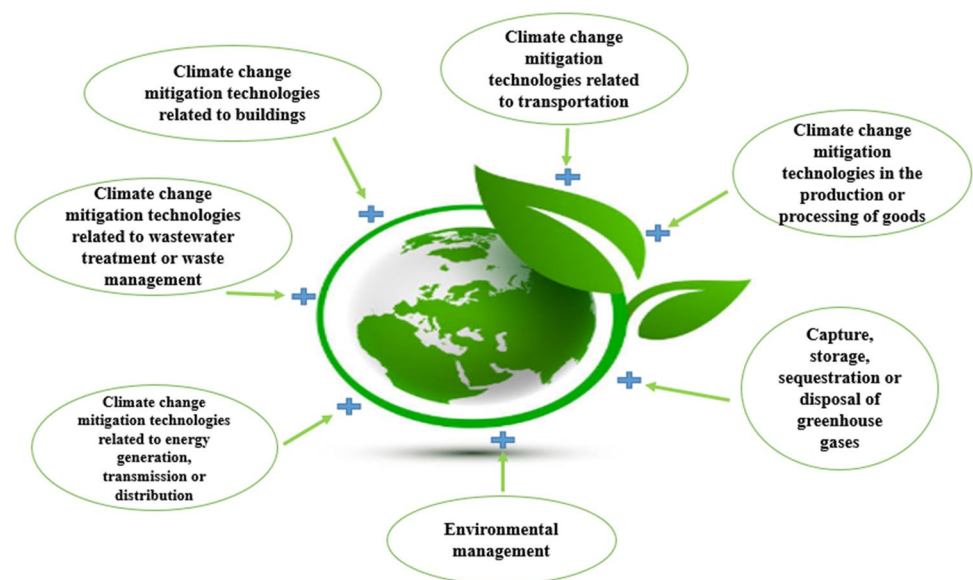 Climate change
mitigation technologies
related to buildings
Climate change
mitigation
technologies related
to transportation
Climate change
mitigation
technologies in the
production or
processing of goods
Climate change
mitigation technologies
related to wastewater
treatment or waste
management
Capture,
storage,
sequestration or
disposal of
greenhouse
gases
Climate change
mitigation technologies
related to energy
generation,
transmission or
distribution
Environmental
management